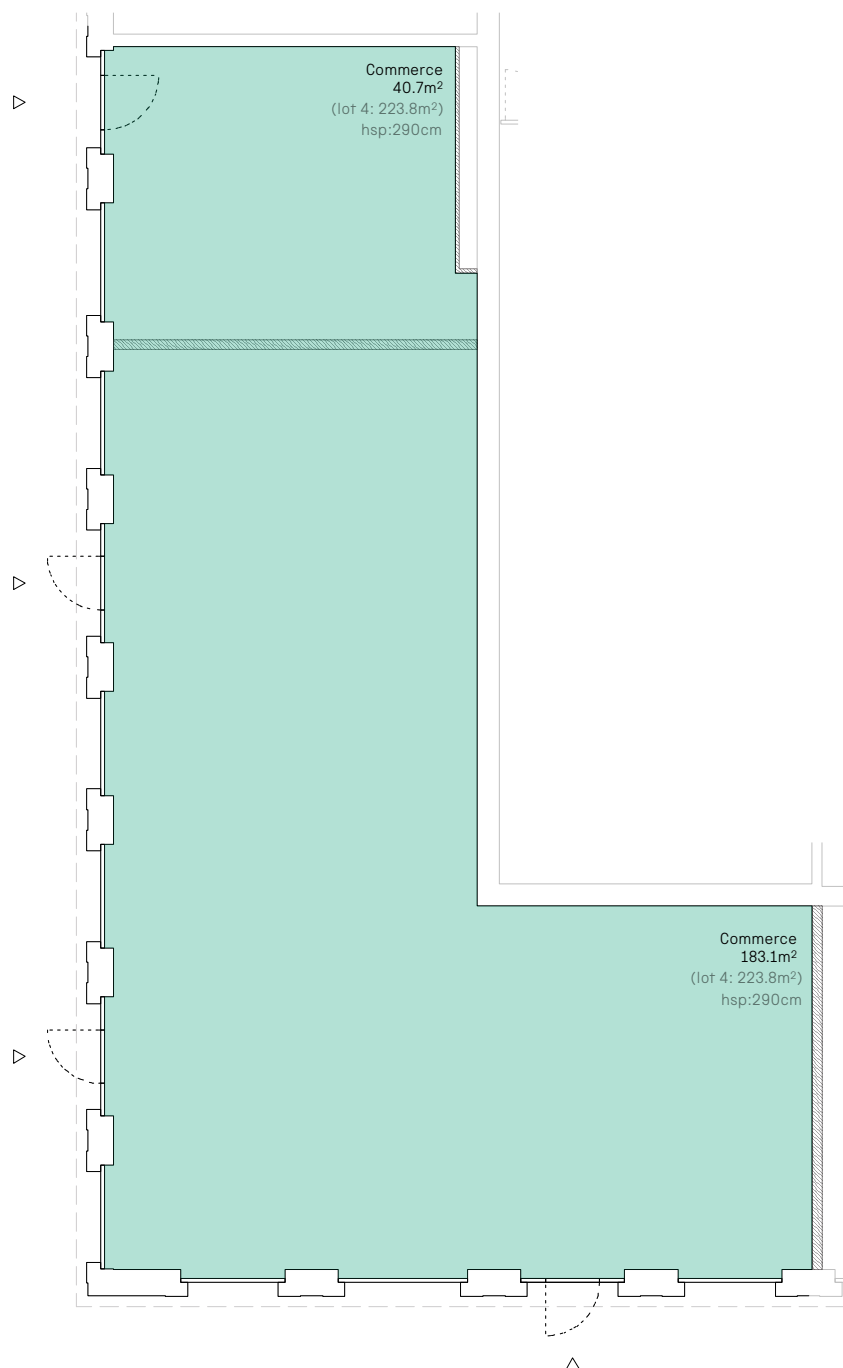 Commerce
40.7m²
(lot 4: 223.8m²)
hsp:290cm
Commerce
183.1m²
(lot 4: 223.8m²)
hsp:290cm